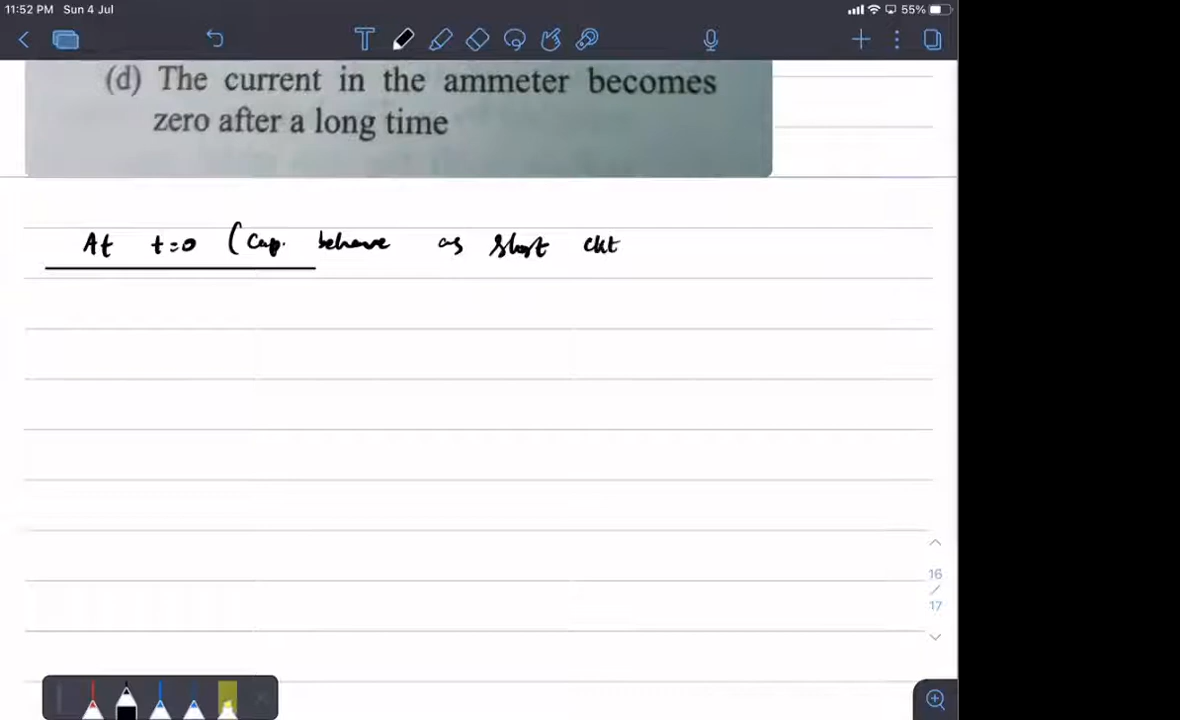 11:52 PM Sun 4 Jul 55%
(d) The current in the ammeter becomes
zero after a long time
At t=0 (Cap. behave as short ckt
16
17